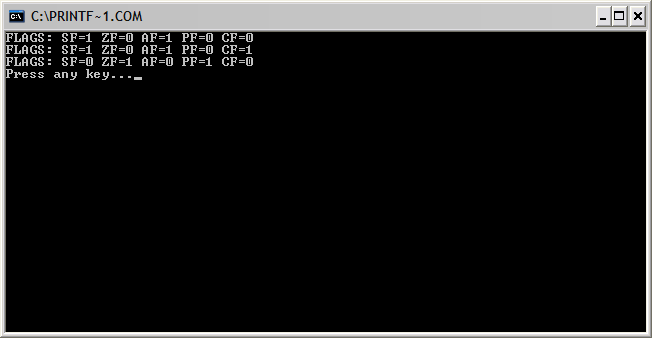 C:\PRINTF~1.COM
FLAGS: SF=1 ZF=0 AF=1 PF=0 CF=0
FLAGS: SF=1 ZF=0 AF=1 PF=0 CF=1
FLAGS: SF=0 ZF=1 AF=0 PF=1 CF=0
Press any key..._